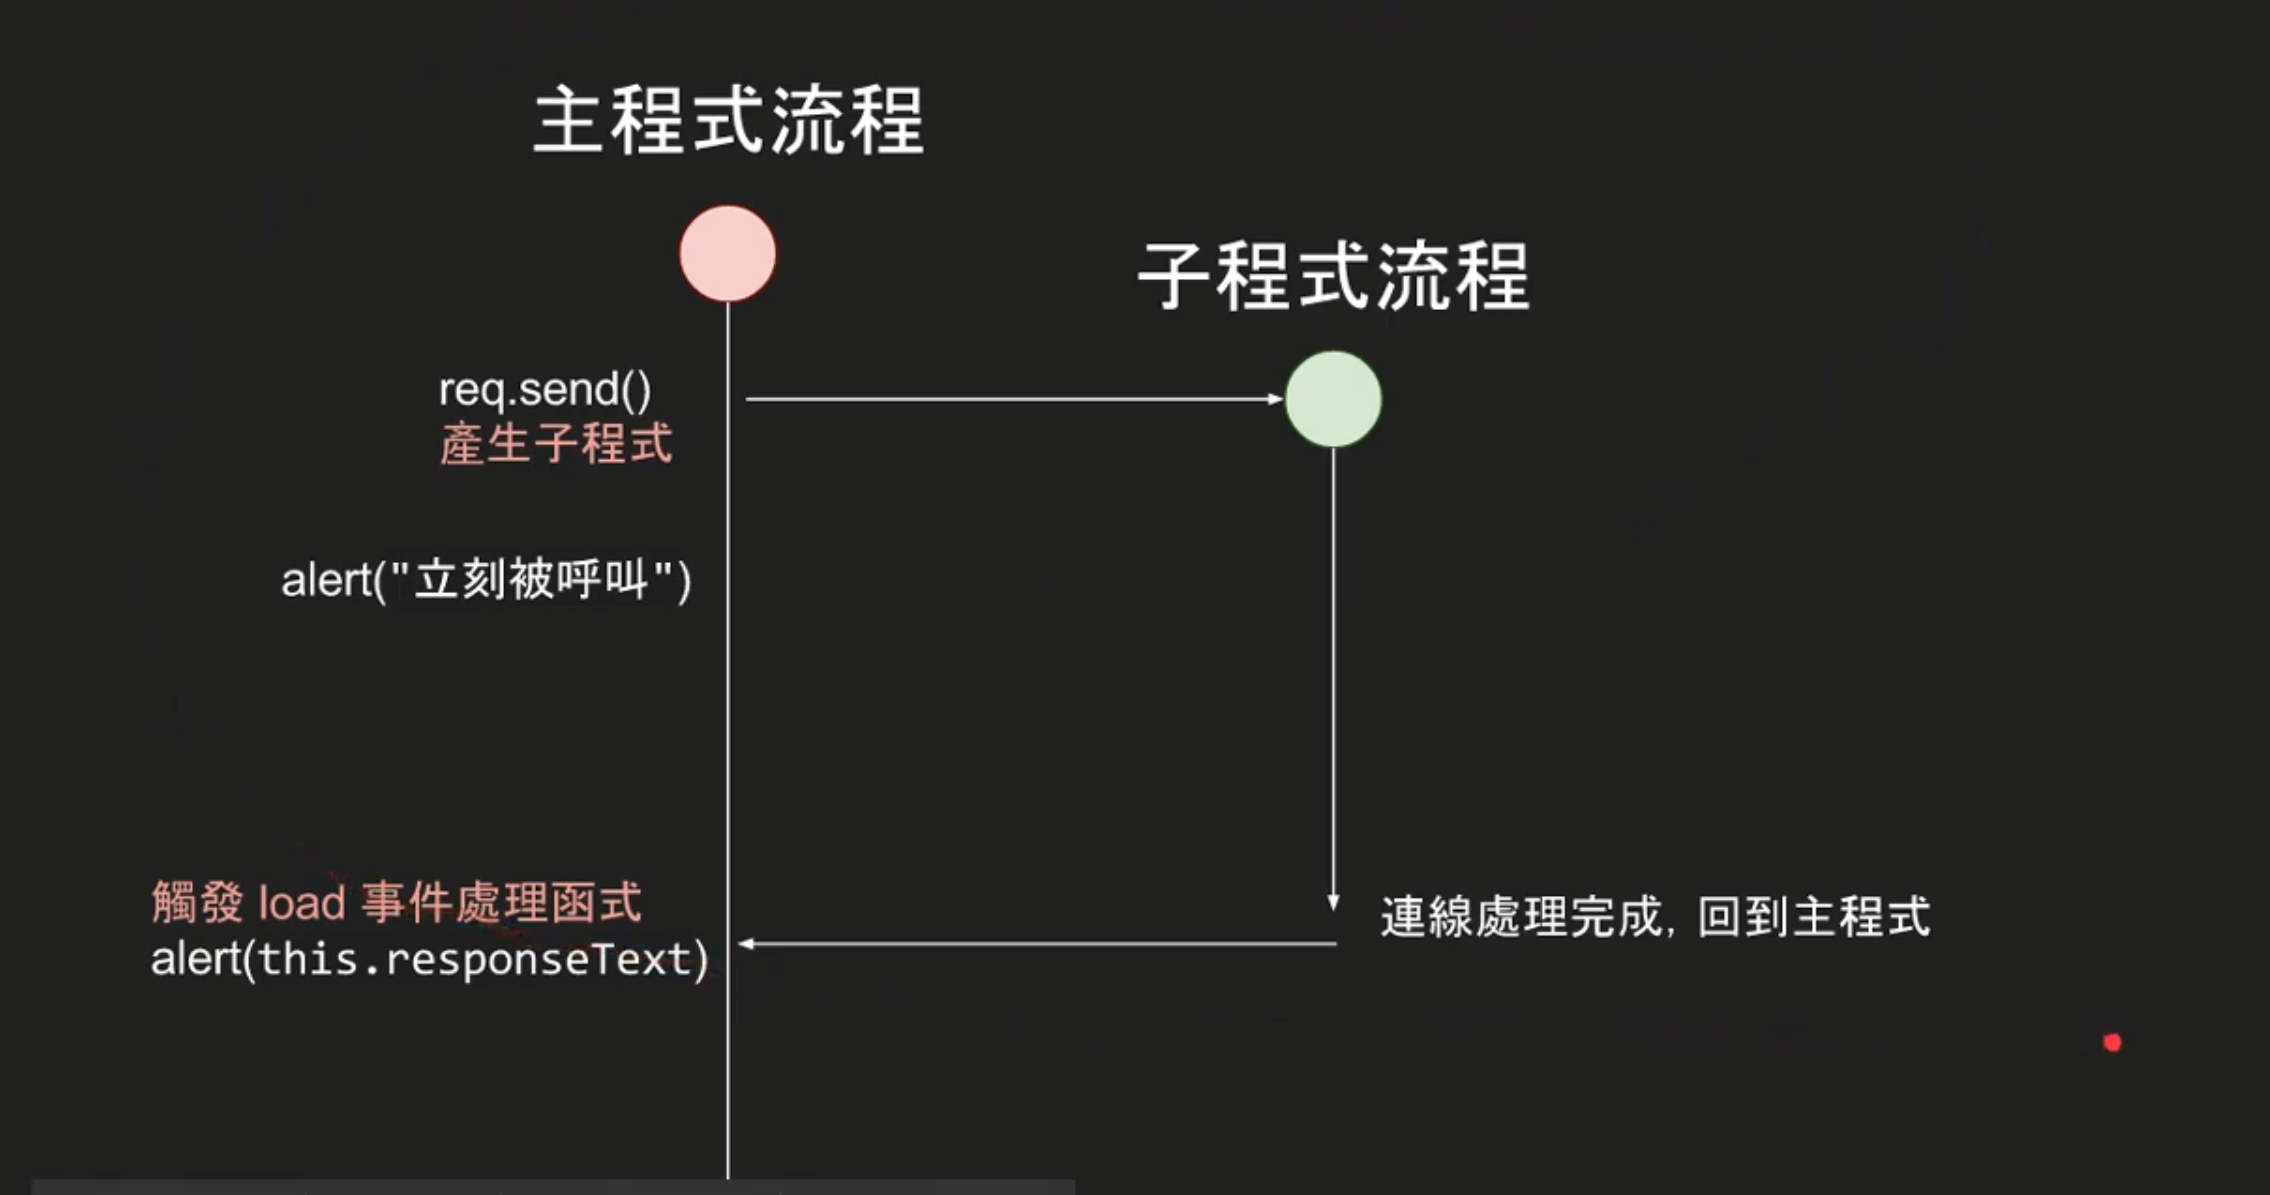 主程式流程
子程式流程
req.send()
產生子程式
alert("立刻被呼叫")
觸發 load 事件處理函式
alert(this.responseText)
連線處理完成, 回到主程式